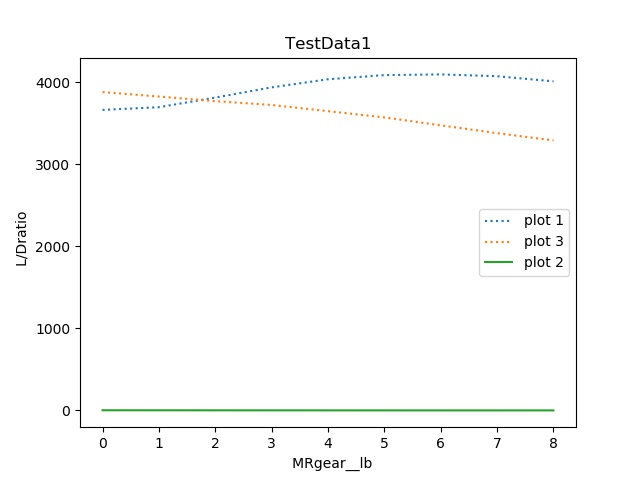 TestData1
4000
3000
2000
1000
0
L/Dratio
plot 1
plot 3
plot 2
0 1 2 3 4 5 6 7 8
MRgear__lb